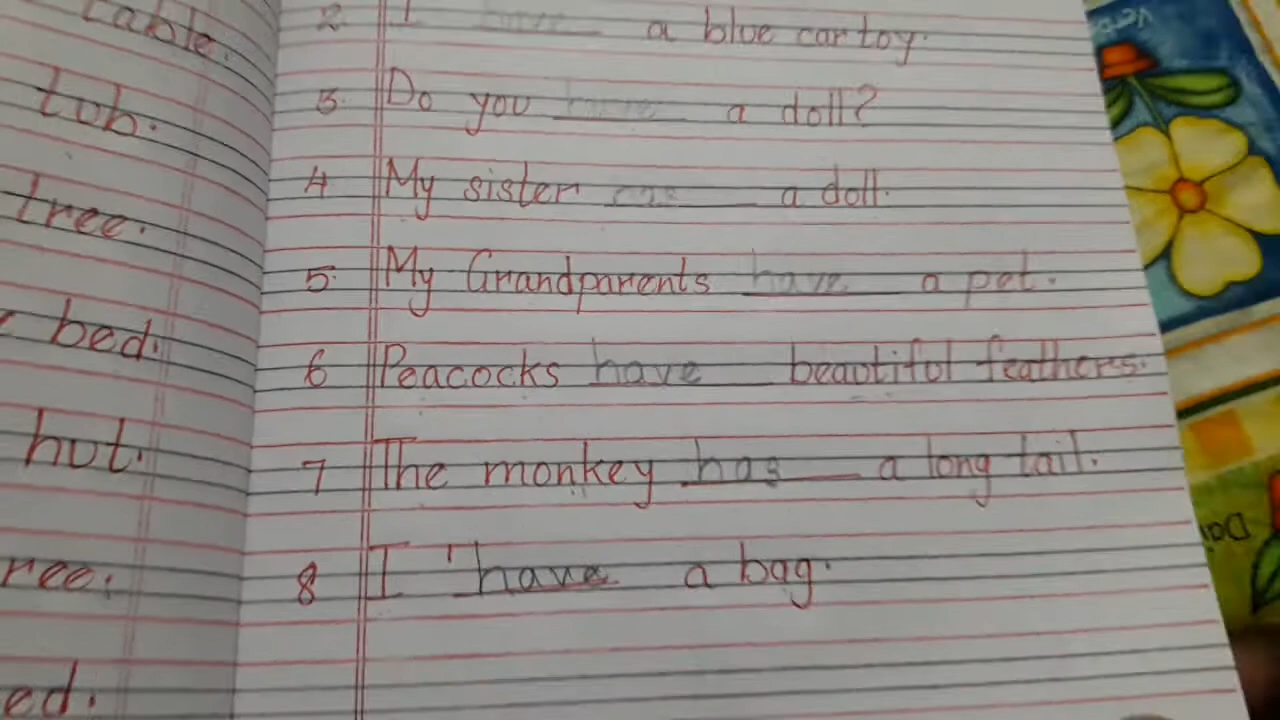 table.
tub.
tree.
bed.
hut.
ree.
ed.
2. I have a blue car toy.
3. Do you have a doll?
4 My sister has a doll.
5. My Grandparents have a pet.
6 Peacocks have beautiful feathers.
7 The monkey has a long tail.
8 I have a bag.